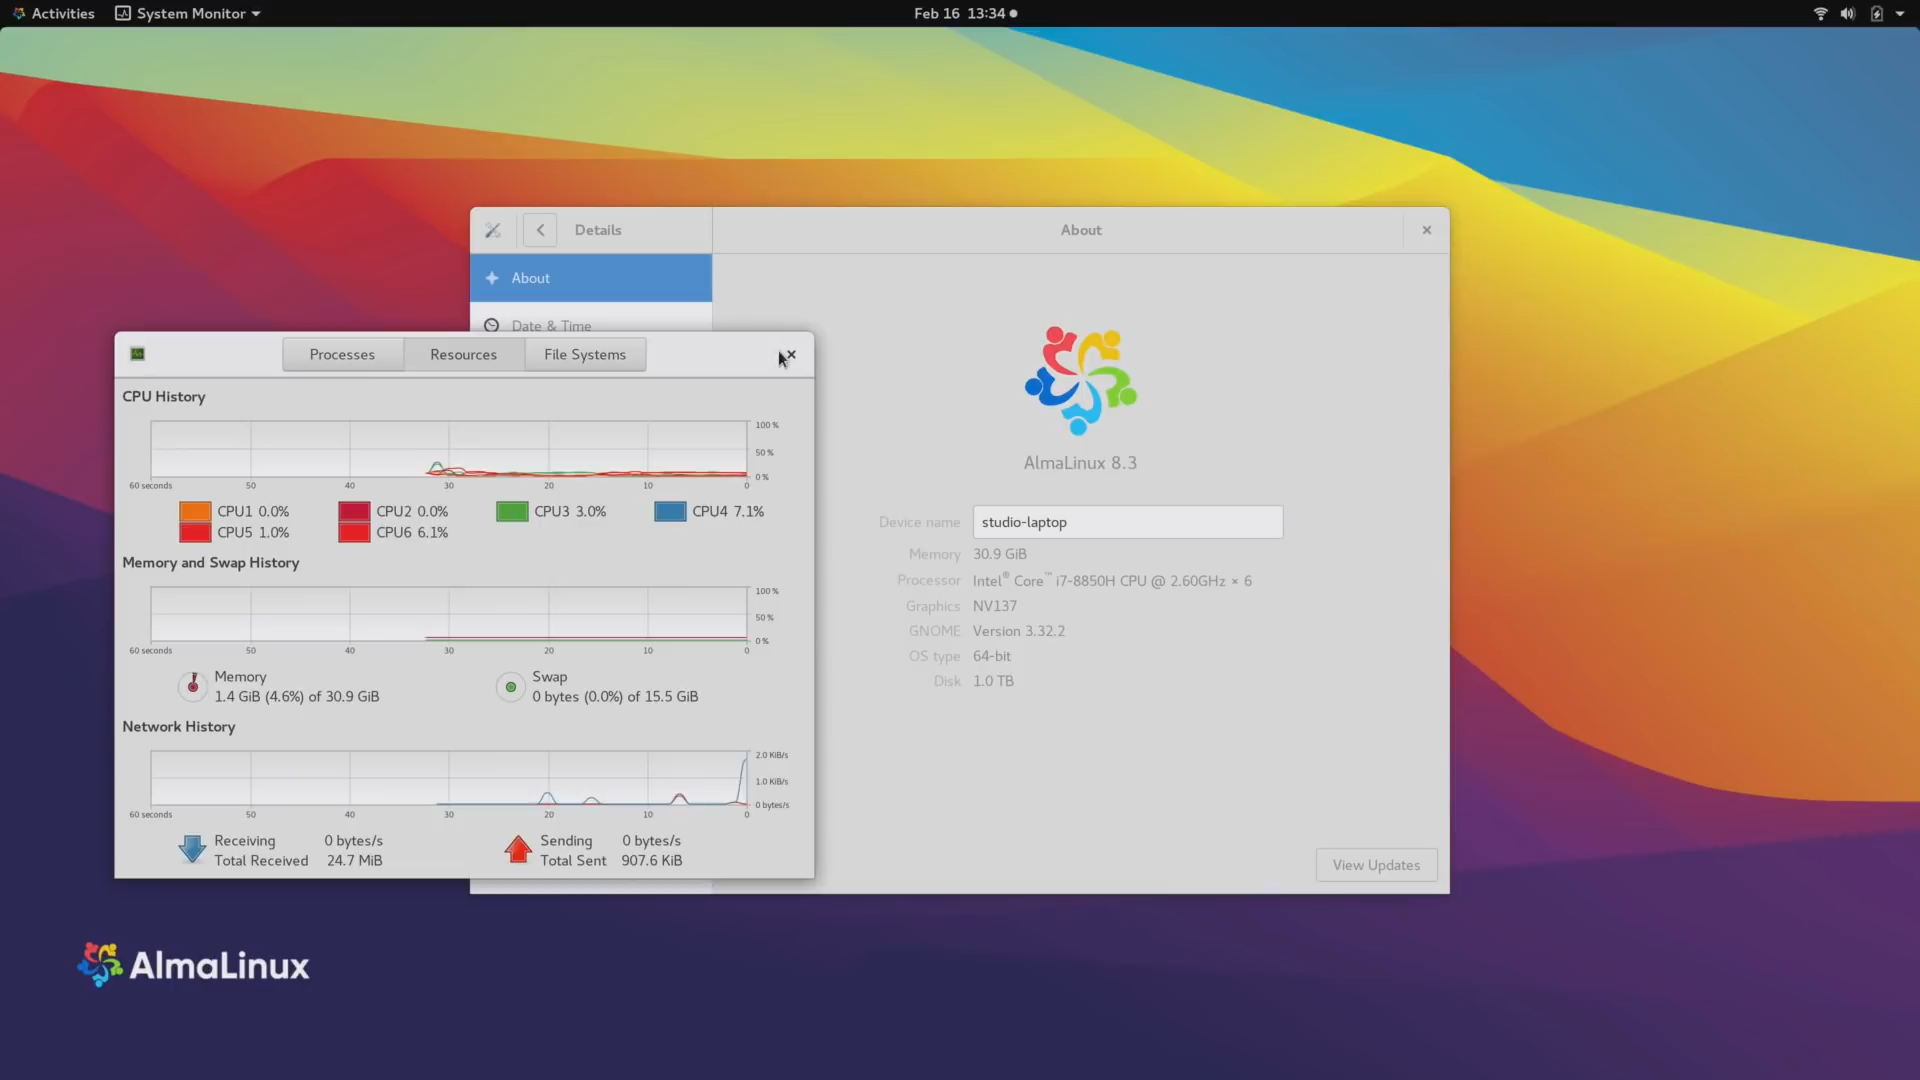 Activities
System Monitor
Feb 16 13:34
Details
About
About
Date & Time
Processes
Resources
File Systems
CPU History
100 %
50 %
0 %
60 seconds 50 40 30 20 10 0
CPU1 0.0% CPU2 0.0% CPU3 3.0% CPU4 7.1%
CPU5 1.0% CPU6 6.1%
Memory and Swap History
100 %
50 %
0 %
60 seconds 50 40 30 20 10 0
Memory
1.4 GiB (4.6%) of 30.9 GiB
Swap
0 bytes (0.0%) of 15.5 GiB
Network History
2.0 KiB/s
1.0 KiB/s
0 bytes/s
60 seconds 50 40 30 20 10 0
Receiving 0 bytes/s
Total Received 24.7 MiB
Sending 0 bytes/s
Total Sent 907.6 KiB
AlmaLinux 8.3
Device name studio-laptop
Memory 30.9 GiB
Processor Intel® Core™ i7-8850H CPU @ 2.60GHz × 6
Graphics NV137
GNOME Version 3.32.2
OS type 64-bit
Disk 1.0 TB
View Updates
AlmaLinux